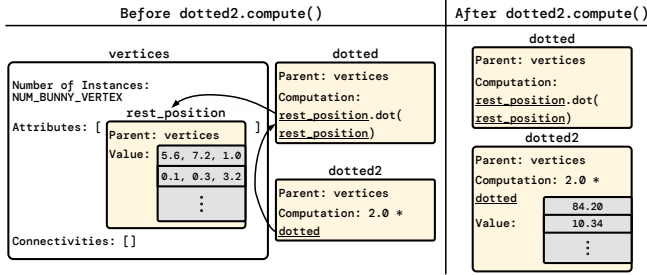 Before dotted2.compute()
vertices
Number of Instances:
NUM_BUNNY_VERTEX
rest_position
Attributes: [
]
Parent: vertices
Value:
5.6, 7.2, 1.0
0.1, 0.3, 3.2
⋮
Connectivities: []
dotted
Parent: vertices
Computation:
rest_position.dot(
rest_position)
dotted2
Parent: vertices
Computation: 2.0 *
dotted
After dotted2.compute()
dotted
Parent: vertices
Computation:
rest_position.dot(
rest_position)
dotted2
Parent: vertices
Computation: 2.0 *
dotted
Value:
84.20
10.34
⋮